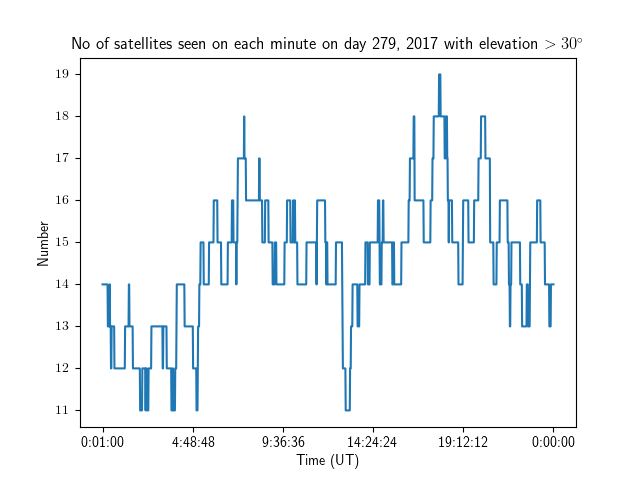 No of satellites seen on each minute on day 279, 2017 with elevation > 30°
19
18
17
16
15
14
13
12
11
Number
0:01:00 4:48:48 9:36:36 14:24:24 19:12:12 0:00:00
Time (UT)